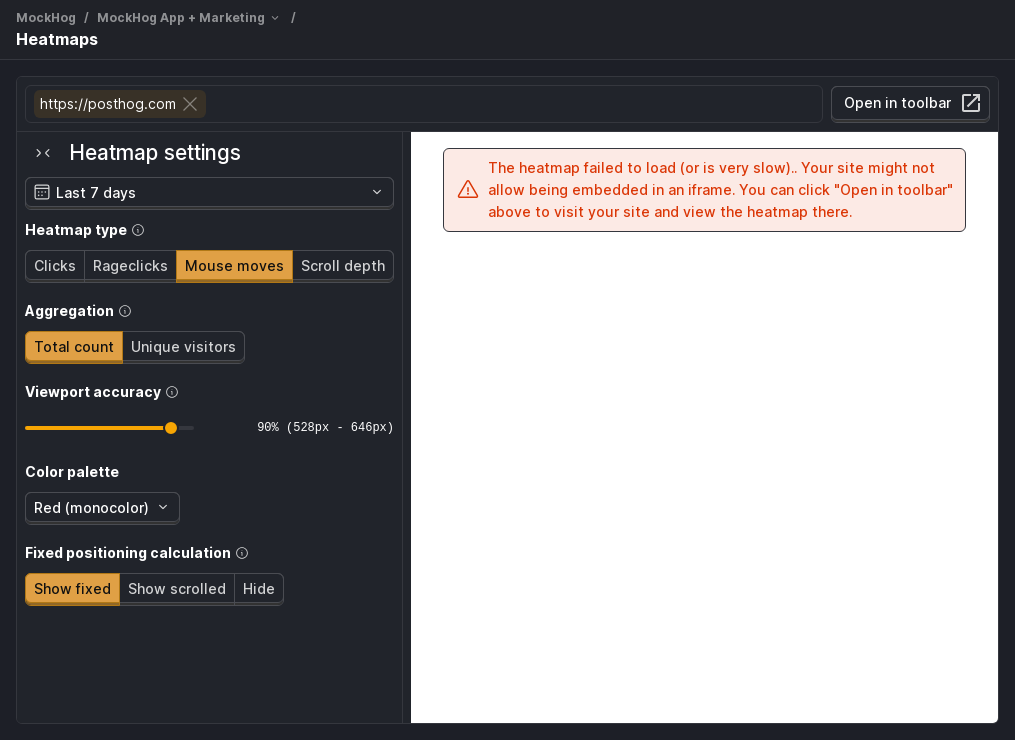 MockHog / MockHog App + Marketing /
Heatmaps
https://posthog.com
Open in toolbar
Heatmap settings
Last 7 days
Heatmap type
Clicks Rageclicks Mouse moves Scroll depth
Aggregation
Total count Unique visitors
Viewport accuracy
90% (528px - 646px)
Color palette
Red (monocolor)
Fixed positioning calculation
Show fixed Show scrolled Hide
The heatmap failed to load (or is very slow).. Your site might not
allow being embedded in an iframe. You can click "Open in toolbar"
above to visit your site and view the heatmap there.